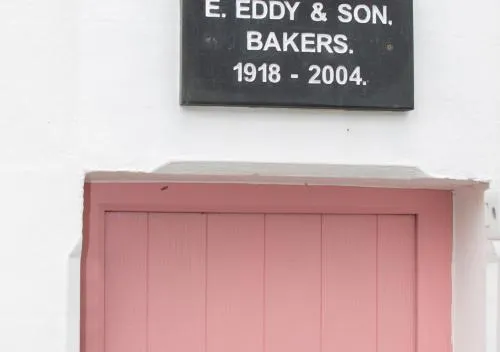 E. EDDY & SON,
BAKERS.
1918 - 2004.